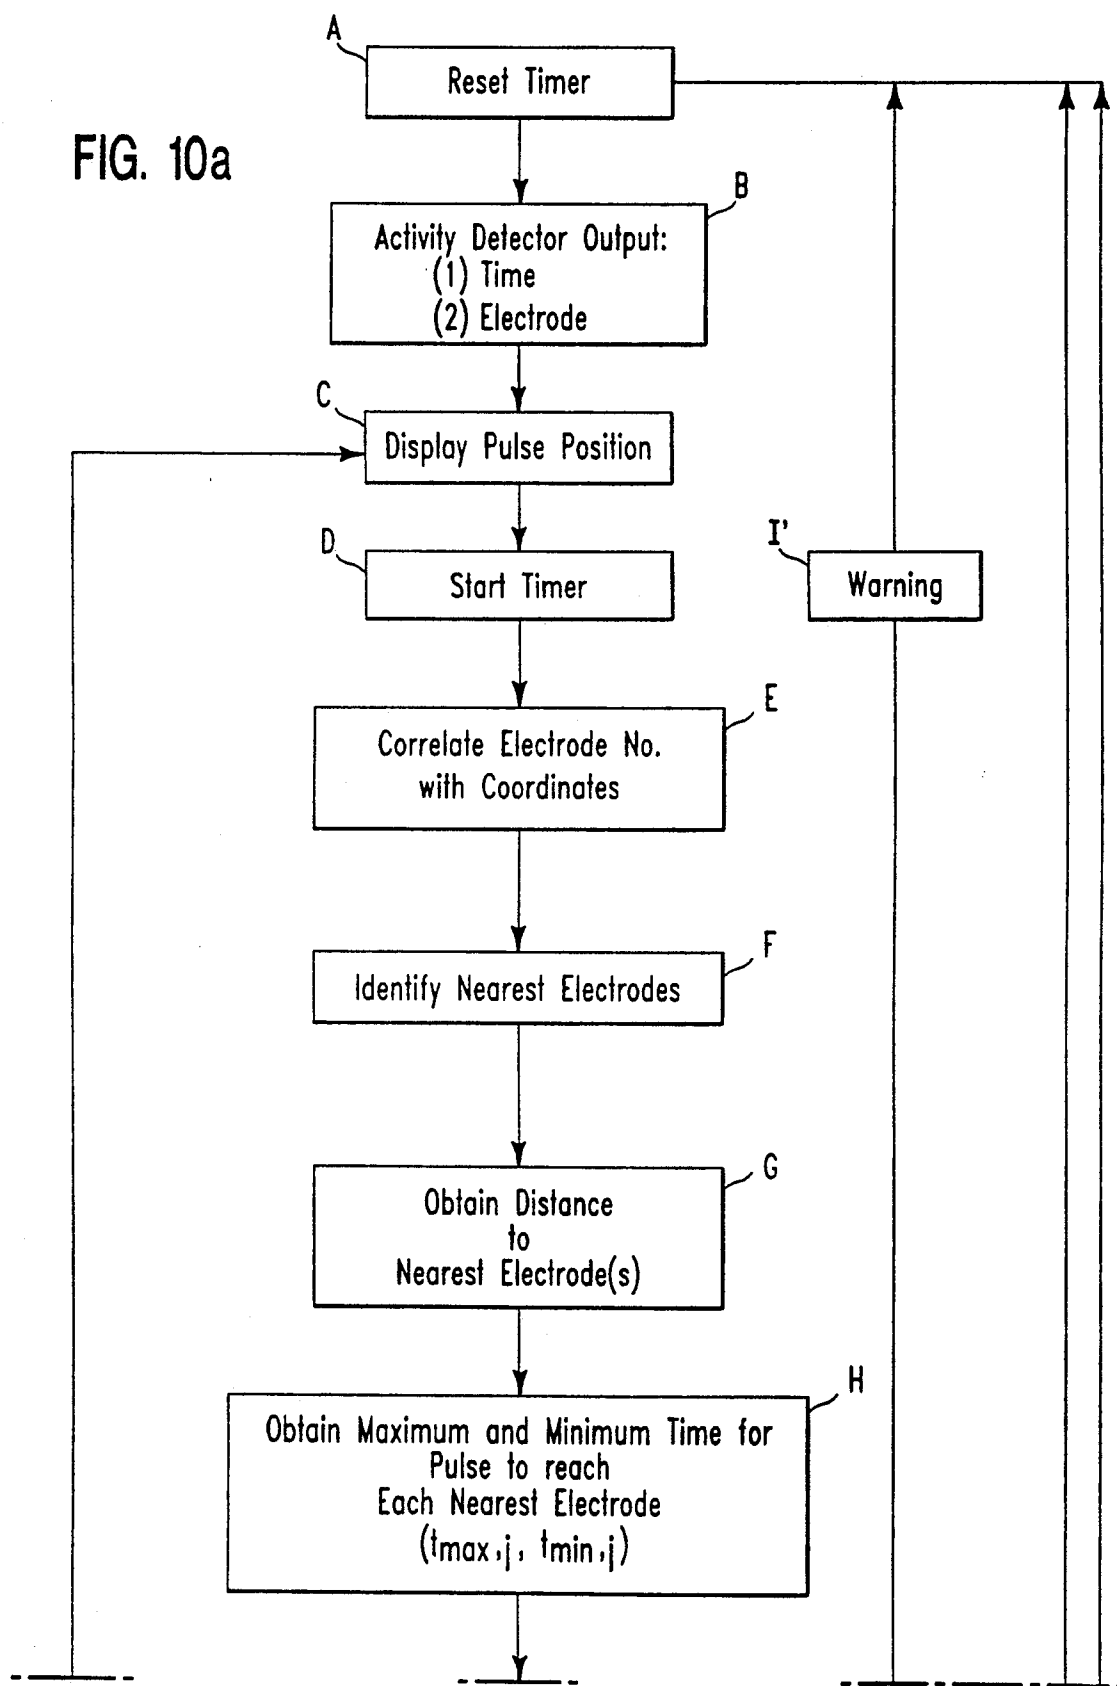 A
Reset Timer
FIG. 10a
B
Activity Detector Output:
(1) Time
(2) Electrode
C
Display Pulse Position
D
Start Timer
I'
Warning
E
Correlate Electrode No.
with Coordinates
F
Identify Nearest Electrodes
G
Obtain Distance
to
Nearest Electrode(s)
H
Obtain Maximum and Minimum Time for
Pulse to reach
Each Nearest Electrode
(tmax,j, tmin,j)